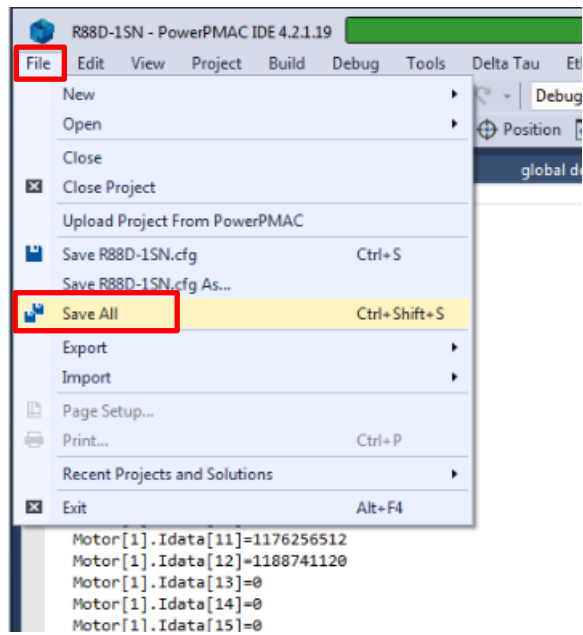 R88D-1SN - PowerPMAC IDE 4.2.1.19
File Edit View Project Build Debug Tools Delta Tau
Debug
Position
global
New
Open
Close
Close Project
Upload Project From PowerPMAC
Save R88D-1SN.cfg Ctrl+S
Save R88D-1SN.cfg As...
Save All Ctrl+Shift+S
Export
Import
Page Setup...
Print... Ctrl+P
Recent Projects and Solutions
Exit Alt+F4
Motor[1].Idata[11]=1176256512
Motor[1].Idata[12]=1188741120
Motor[1].Idata[13]=0
Motor[1].Idata[14]=0
Motor[1].Idata[15]=0